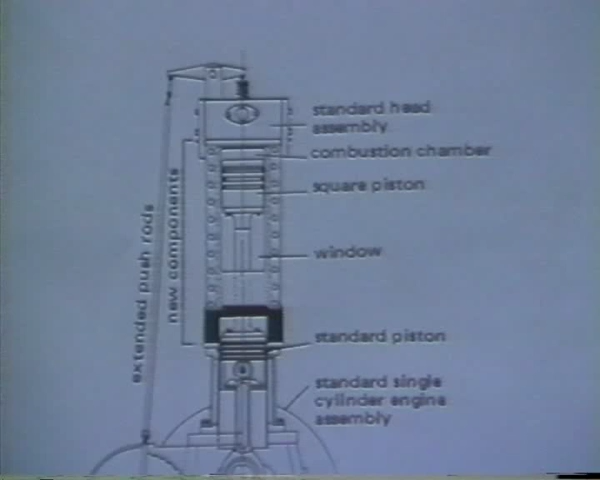 standard head
assembly
combustion chamber
square piston
window
standard piston
standard single
cylinder engine
assembly
new components
extended push rods